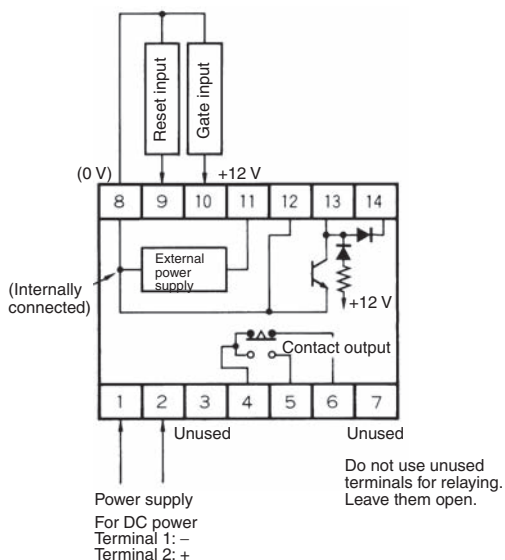 Reset input
Gate input
(0 V)
+12 V
8 9 10 11 12 13 14
External
power
supply
(Internally
connected)
+12 V
Contact output
1 2 3 4 5 6 7
Unused
Unused
Do not use unused
terminals for relaying.
Leave them open.
Power supply
For DC power
Terminal 1: −
Terminal 2: +